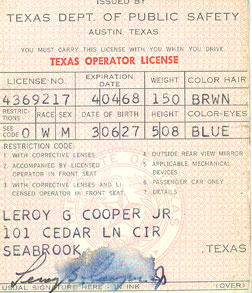 ISSUED BY
TEXAS DEPT. OF PUBLIC SAFETY
AUSTIN, TEXAS
YOU MUST CARRY THIS LICENSE WITH YOU WHEN YOU DRIVE
TEXAS OPERATOR LICENSE
LICENSE NO. EXPIRATION DATE WEIGHT COLOR HAIR
4369217 40468 150 BRWN
RESTRICTIONS RACE SEX DATE OF BIRTH HEIGHT COLOR-EYES
SEE CODE 0 W M 30627 508 BLUE
RESTRICTION CODE
1 - WITH CORRECTIVE LENSES
2 - ACCOMPANIED BY LICENSED OPERATOR IN FRONT SEAT
3 - WITH CORRECTIVE LENSES AND LICENSED OPERATOR IN FRONT SEAT
4 - OUTSIDE REAR VIEW MIRROR
5 - APPLICABLE MECHANICAL DEVICES
6 - PASSENGER CAR ONLY
7 - DETAILS
LEROY G COOPER JR
101 CEDAR LN CIR
SEABROOK, TEXAS
Leroy G Cooper Jr
USUAL SIGNATURE HERE - IN INK (OVER)